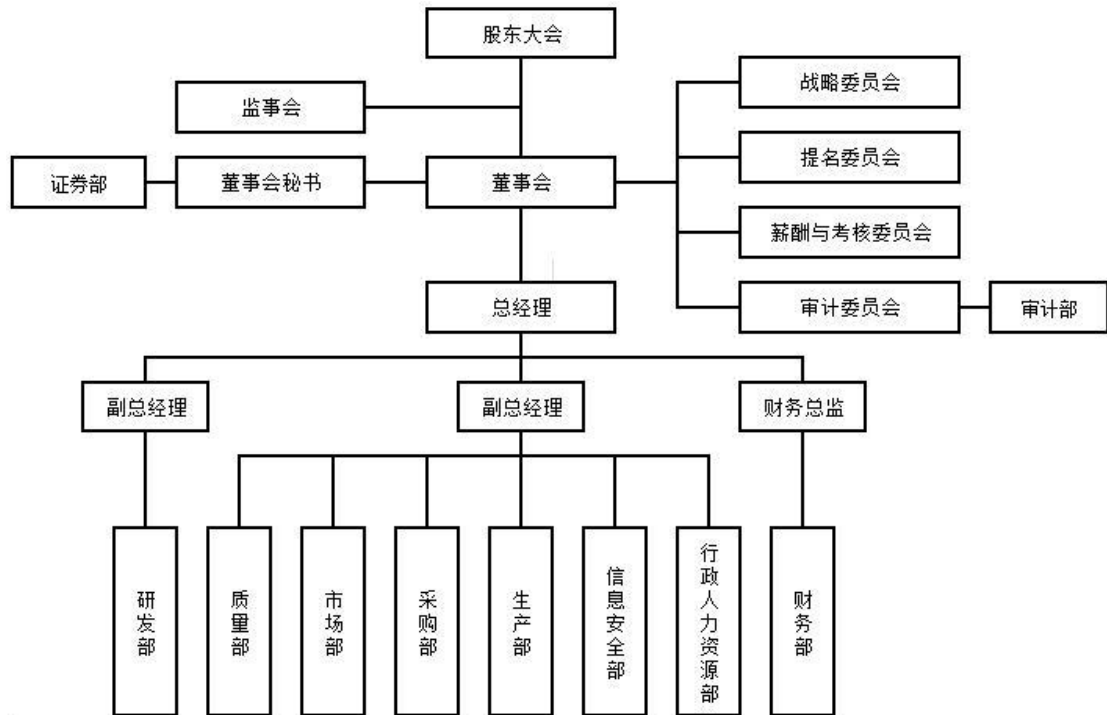 股东大会
监事会
战略委员会
提名委员会
证券部
董事会秘书
董事会
薪酬与考核委员会
总经理
审计委员会
审计部
副总经理
副总经理
财务总监
研发部
质量部
市场部
采购部
生产部
信息安全部
行政人力资源部
财务部